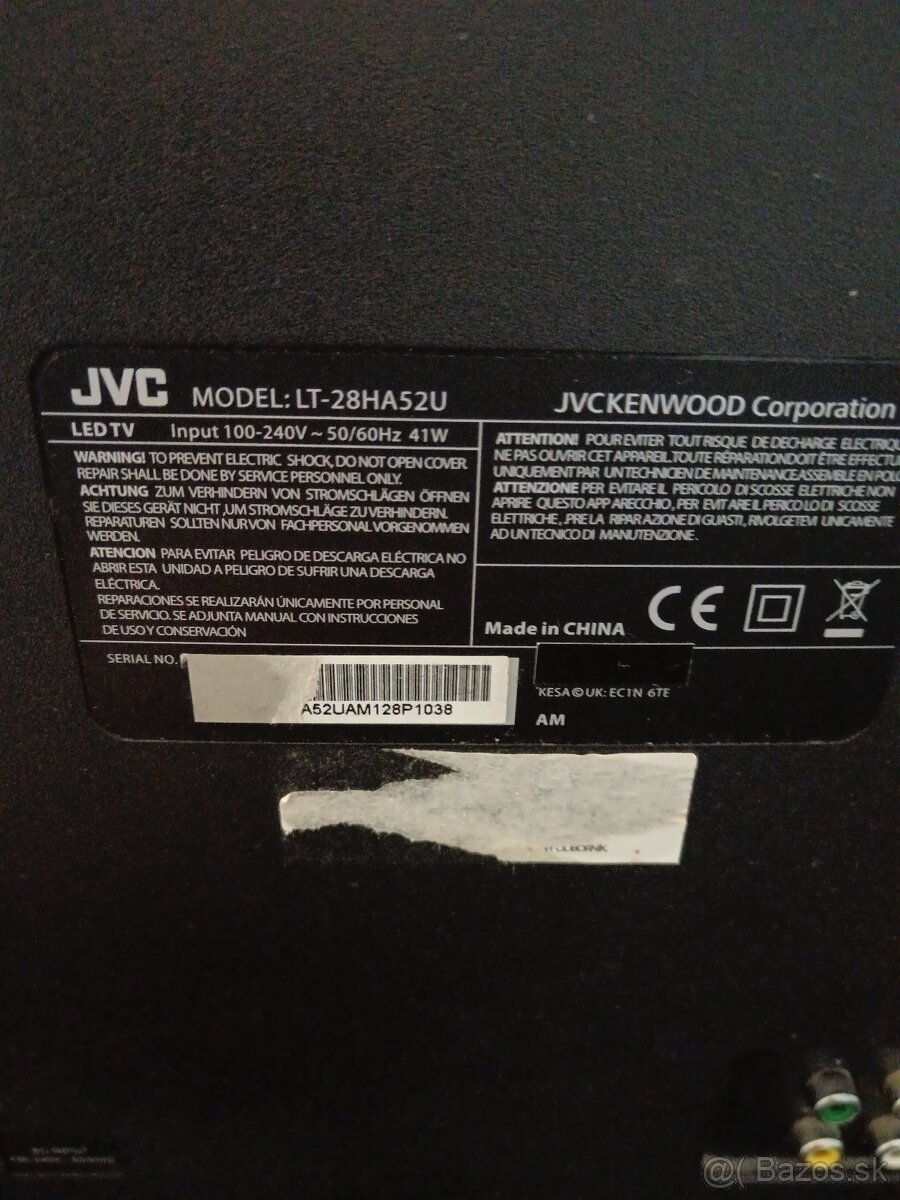 JVC MODEL: LT-28HA52U
JVCKENWOOD Corporation
LED TV Input 100-240V ~ 50/60Hz 41W
WARNING! TO PREVENT ELECTRIC SHOCK, DO NOT OPEN COVER
REPAIR SHALL BE DONE BY SERVICE PERSONNEL ONLY.
ACHTUNG ZUM VERHINDERN VON STROMSCHLÄGEN ÖFFNEN
SIE DIESES GERÄT NICHT ,UM STROMSCHLÄGE ZU VERHINDERN.
REPARATUREN SOLLTEN NUR VON FACHPERSONAL VORGENOMMEN
WERDEN.
ATENCION PARA EVITAR PELIGRO DE DESCARGA ELÉCTRICA NO
ABRIR ESTA UNIDAD A PELIGRO DE SUFRIR UNA DESCARGA
ELÉCTRICA.
REPARACIONES SE REALIZARÁN ÚNICAMENTE POR PERSONAL
DE SERVICIO. SE ADJUNTA MANUAL CON INSTRUCCIONES
DE USO Y CONSERVACIÓN
ATTENTION! POUR EVITER TOUT RISQUE DE DECHARGE ELECTRIQU
NE PAS OUVRIR CET APPAREIL. TOUTE RÉPARATION DOIT ÊTRE EFFECTU
UNIQUEMENT PAR UN TECHNICIEN DE MAINTENANCE ASSEMBLE EN POL
ATTENZIONE PER EVITARE IL PERICOLO DI SCOSSE ELETTRICHE NON
APRIRE QUESTO APP ARECCHIO, PER EVIT ARE IL PERICOLO DI SCOSSE
ELETTRICHE , PRE LA RIPAR AZIONE DI GUASTI, RIVOLGETEVI UNICAMENTE
AD UN TECNICO DI MANUTENZIONE.
Made in CHINA CE
SERIAL NO.
A52UAM128P1038
KESA © UK: EC1N 6TE
AM
@( Bazos.sk